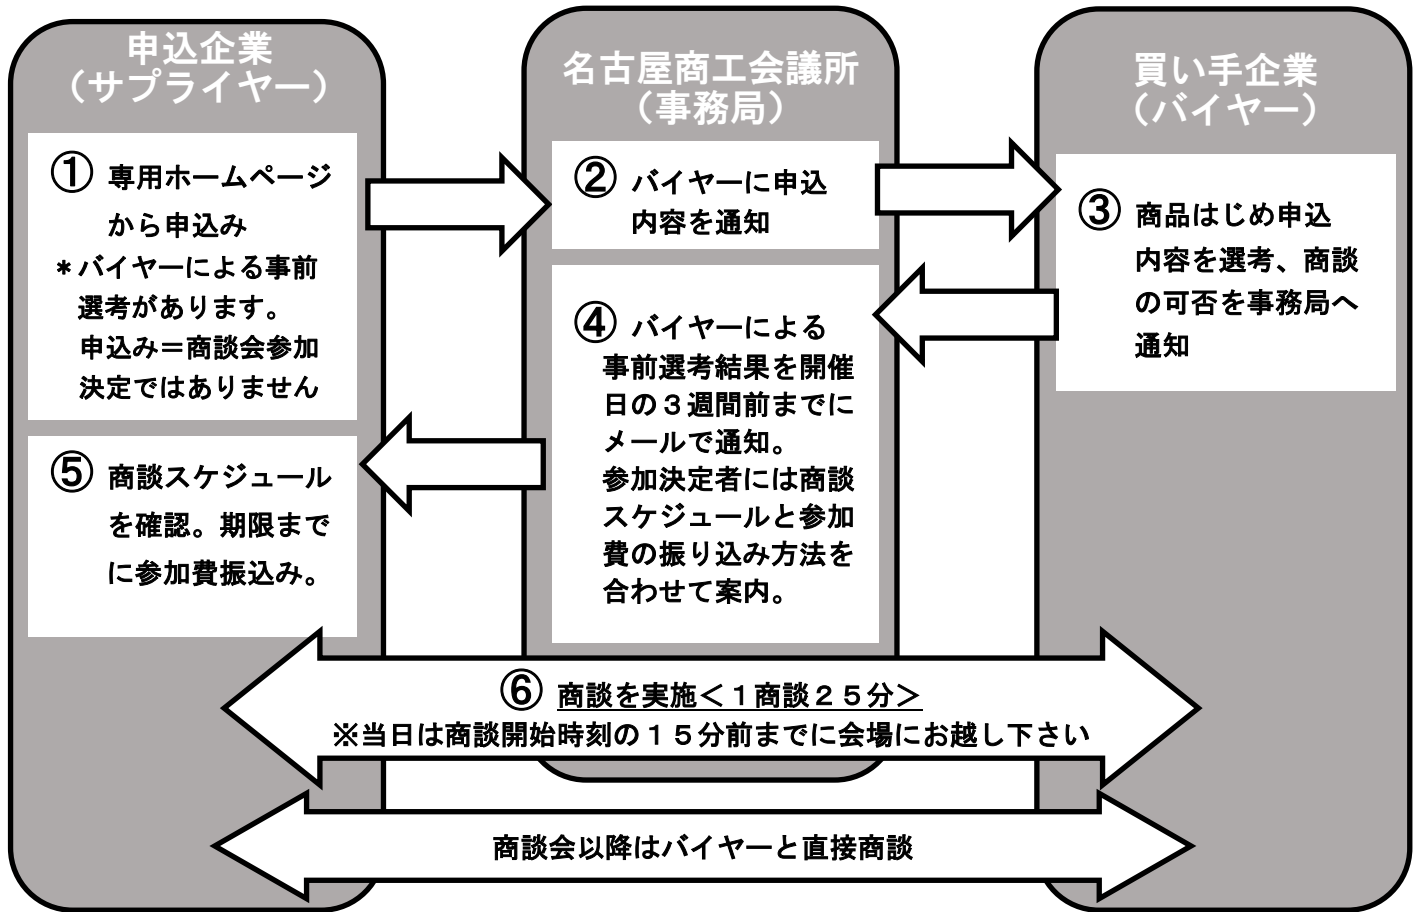 申込企業
（サプライヤー）
① 専用ホームページ
から申込み
＊バイヤーによる事前
選考があります。
申込み＝商談会参加
決定ではありません
⑤ 商談スケジュール
を確認。期限まで
に参加費振込み。
名古屋商工会議所
（事務局）
② バイヤーに申込
内容を通知
④ バイヤーによる
事前選考結果を開催
日の３週間前までに
メールで通知。
参加決定者には商談
スケジュールと参加
費の振り込み方法を
合わせて案内。
買い手企業
（バイヤー）
③ 商品はじめ申込
内容を選考、商談
の可否を事務局へ
通知
⑥ 商談を実施＜１商談２５分＞
※当日は商談開始時刻の１５分前までに会場にお越し下さい
商談会以降はバイヤーと直接商談